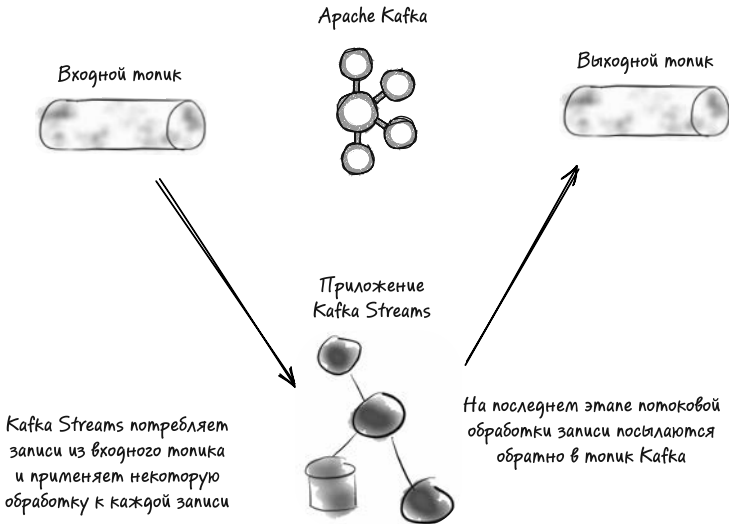 Apache Kafka
Входной топик
Выходной топик
Приложение
Kafka Streams
Kafka Streams потребляет
записи из входного топика
и применяет некоторую
обработку к каждой записи
На последнем этапе потоковой
обработки записи посылаются
обратно в топик Kafka